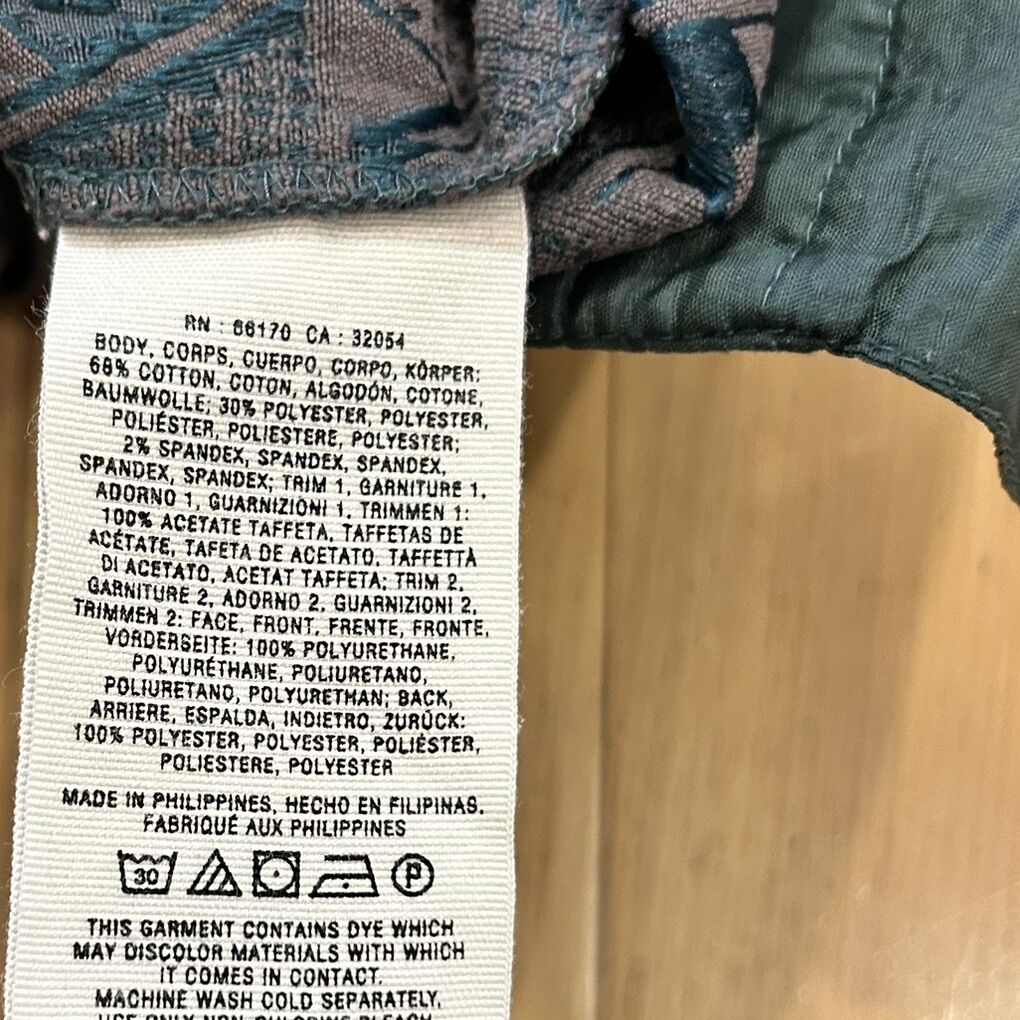 RN : 66170 CA : 32054
BODY, CORPS, CUERPO, CORPO, KÖRPER:
68% COTTON, COTON, ALGODÓN, COTONE,
BAUMWOLLE; 30% POLYESTER, POLYESTER,
POLIÉSTER, POLIESTERE, POLYESTER;
2% SPANDEX, SPANDEX, SPANDEX,
SPANDEX, SPANDEX; TRIM 1, GARNITURE 1,
ADORNO 1, GUARNIZIONI 1, TRIMMEN 1:
100% ACETATE TAFFETA, TAFFETAS DE
ACÉTATE, TAFETA DE ACETATO, TAFFETTÀ
DI ACETATO, ACETAT TAFFETA; TRIM 2,
GARNITURE 2, ADORNO 2, GUARNIZIONI 2,
TRIMMEN 2: FACE, FRONT, FRENTE, FRONTE,
VORDERSEITE: 100% POLYURETHANE,
POLYURÉTHANE, POLIURETANO,
POLIURETANO, POLYURETHAN; BACK,
ARRIERE, ESPALDA, INDIETRO, ZURÜCK:
100% POLYESTER, POLYESTER, POLIÉSTER,
POLIESTERE, POLYESTER
MADE IN PHILIPPINES, HECHO EN FILIPINAS,
FABRIQUÉ AUX PHILIPPINES
30 P
THIS GARMENT CONTAINS DYE WHICH
MAY DISCOLOR MATERIALS WITH WHICH
IT COMES IN CONTACT.
MACHINE WASH COLD SEPARATELY,
USE ONLY NON-CHLORINE BLEACH